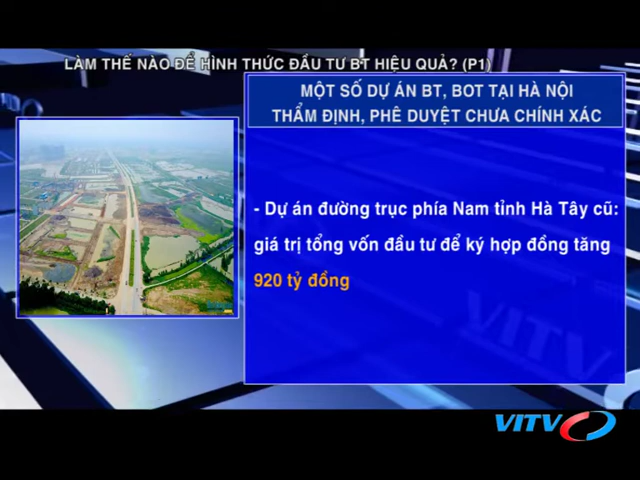 LÀM THẾ NÀO ĐỂ HÌNH THỨC ĐẦU TƯ BT HIỆU QUẢ? (P1)
MỘT SỐ DỰ ÁN BT, BOT TẠI HÀ NỘI
THẨM ĐỊNH, PHÊ DUYỆT CHƯA CHÍNH XÁC
- Dự án đường trục phía Nam tỉnh Hà Tây cũ:
giá trị tổng vốn đầu tư để ký hợp đồng tăng
920 tỷ đồng
VITV
VITV